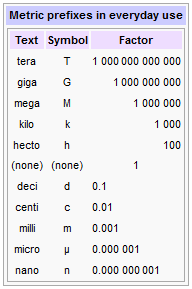 Metric prefixes in everyday use
Text Symbol Factor
tera T 1 000 000 000 000
giga G 1 000 000 000
mega M 1 000 000
kilo k 1 000
hecto h 100
(none) (none) 1
deci d 0.1
centi c 0.01
milli m 0.001
micro μ 0.000 001
nano n 0.000 000 001